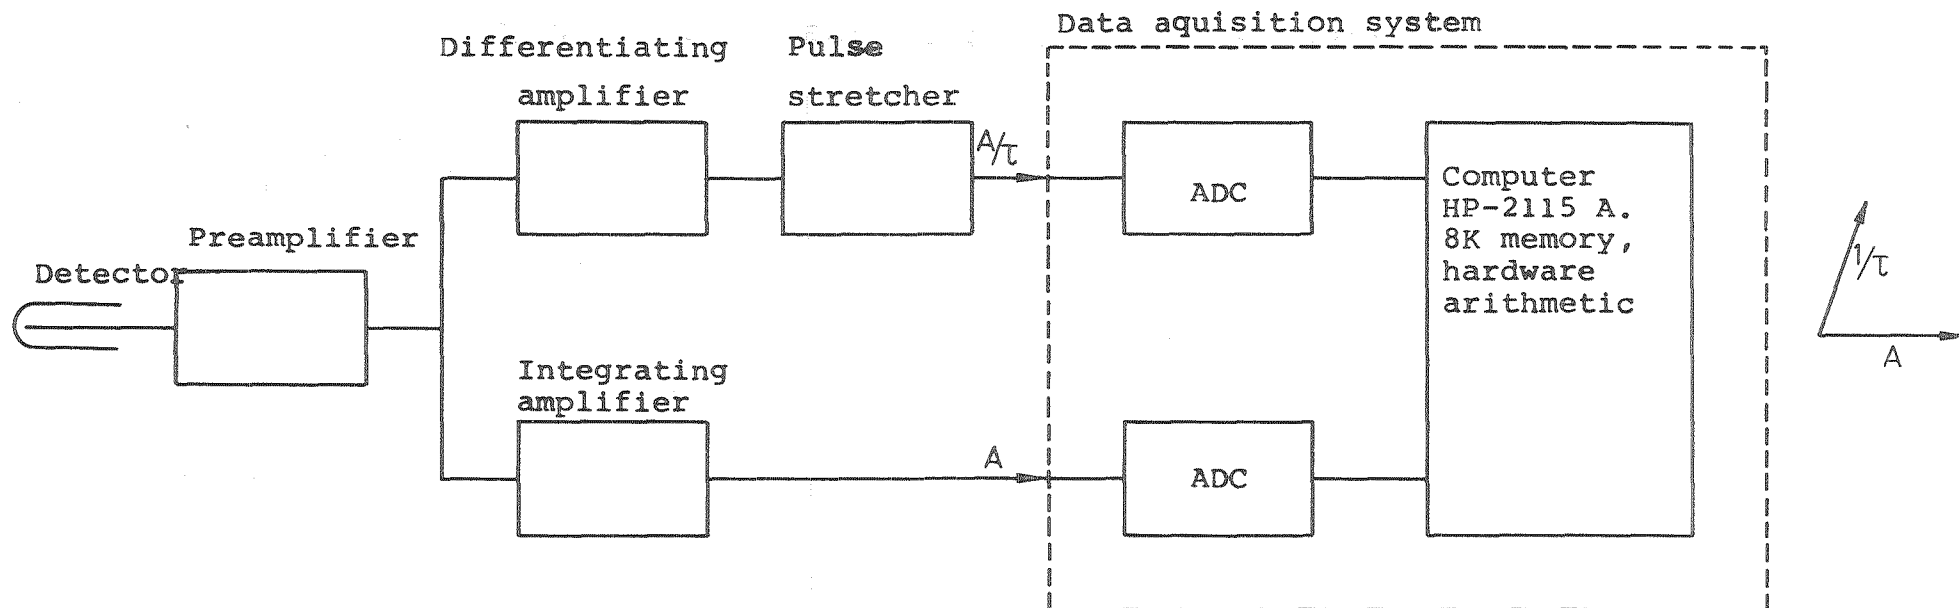 Data aquisition system
Differentiating
amplifier
Pulse
stretcher
A/τ
ADC
Computer
HP-2115 A.
8K memory,
hardware
arithmetic
Preamplifier
Detector
1/τ
A
Integrating
amplifier
A
ADC